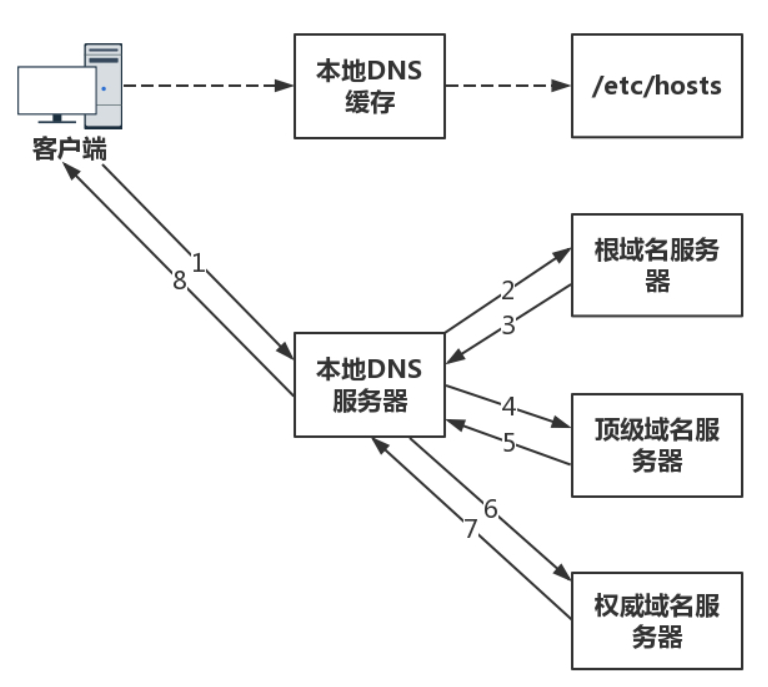 本地DNS
缓存
/etc/hosts
客户端
根域名服务
器
1
8
2
3
本地DNS
服务器
4
5
顶级域名服
务器
6
7
权威域名服
务器